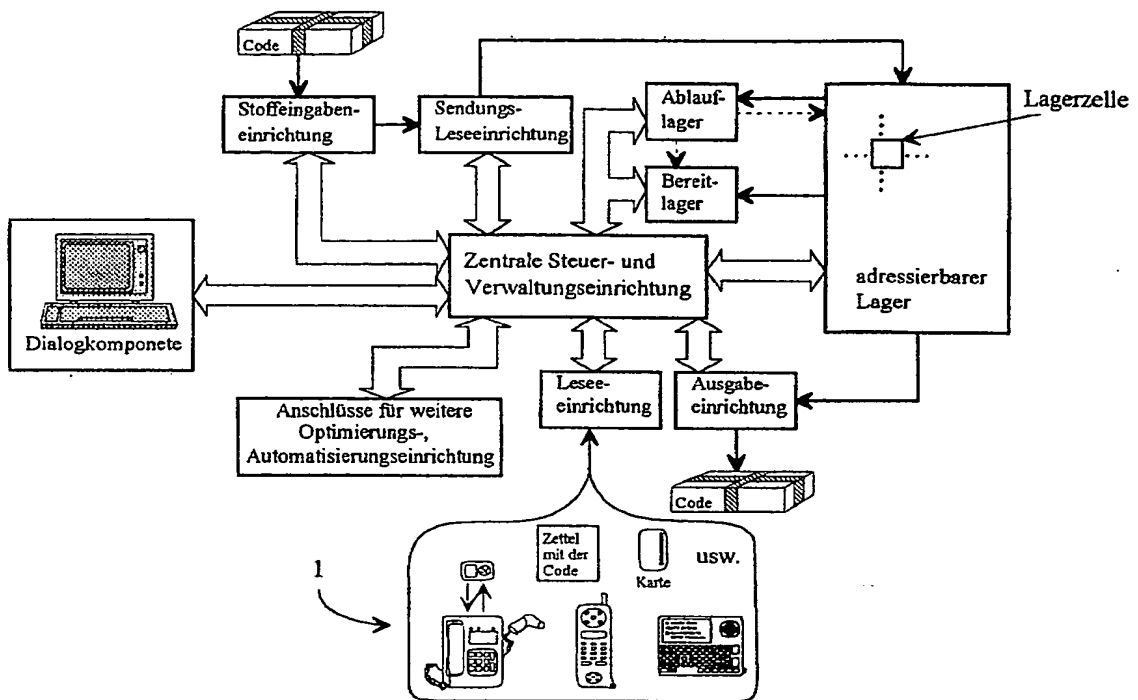 Code
Stoffeingaben-
einrichtung
Sendungs-
Leseeinrichtung
Ablauf-
lager
Bereit-
lager
Lagerzelle
adressierbarer
Lager
Zentrale Steuer- und
Verwaltungseinrichtung
Dialogkomponete
Anschlüsse für weitere
Optimierungs-,
Automatisierungseinrichtung
Lesee-
einrichtung
Ausgabe-
einrichtung
Code
Zettel
mit der
Code
Karte
usw.
1